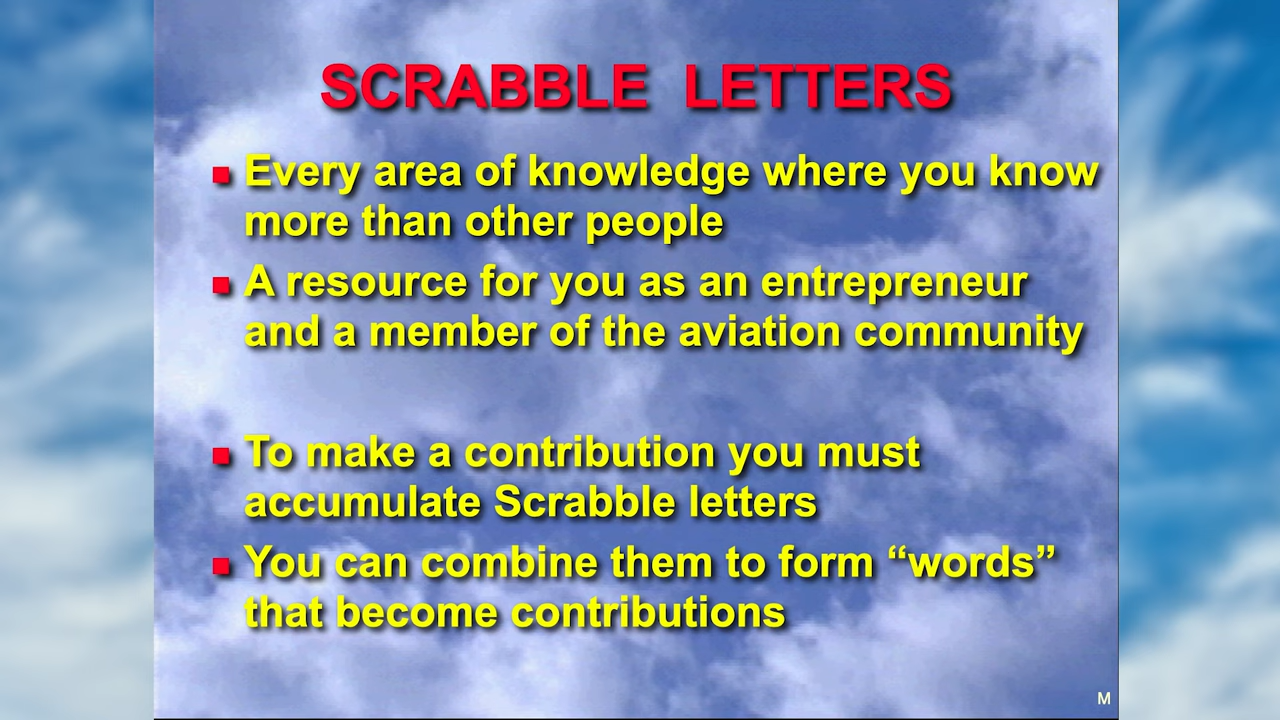 SCRABBLE LETTERS
Every area of knowledge where you know
more than other people
A resource for you as an entrepreneur
and a member of the aviation community
To make a contribution you must
accumulate Scrabble letters
You can combine them to form “words”
that become contributions
M